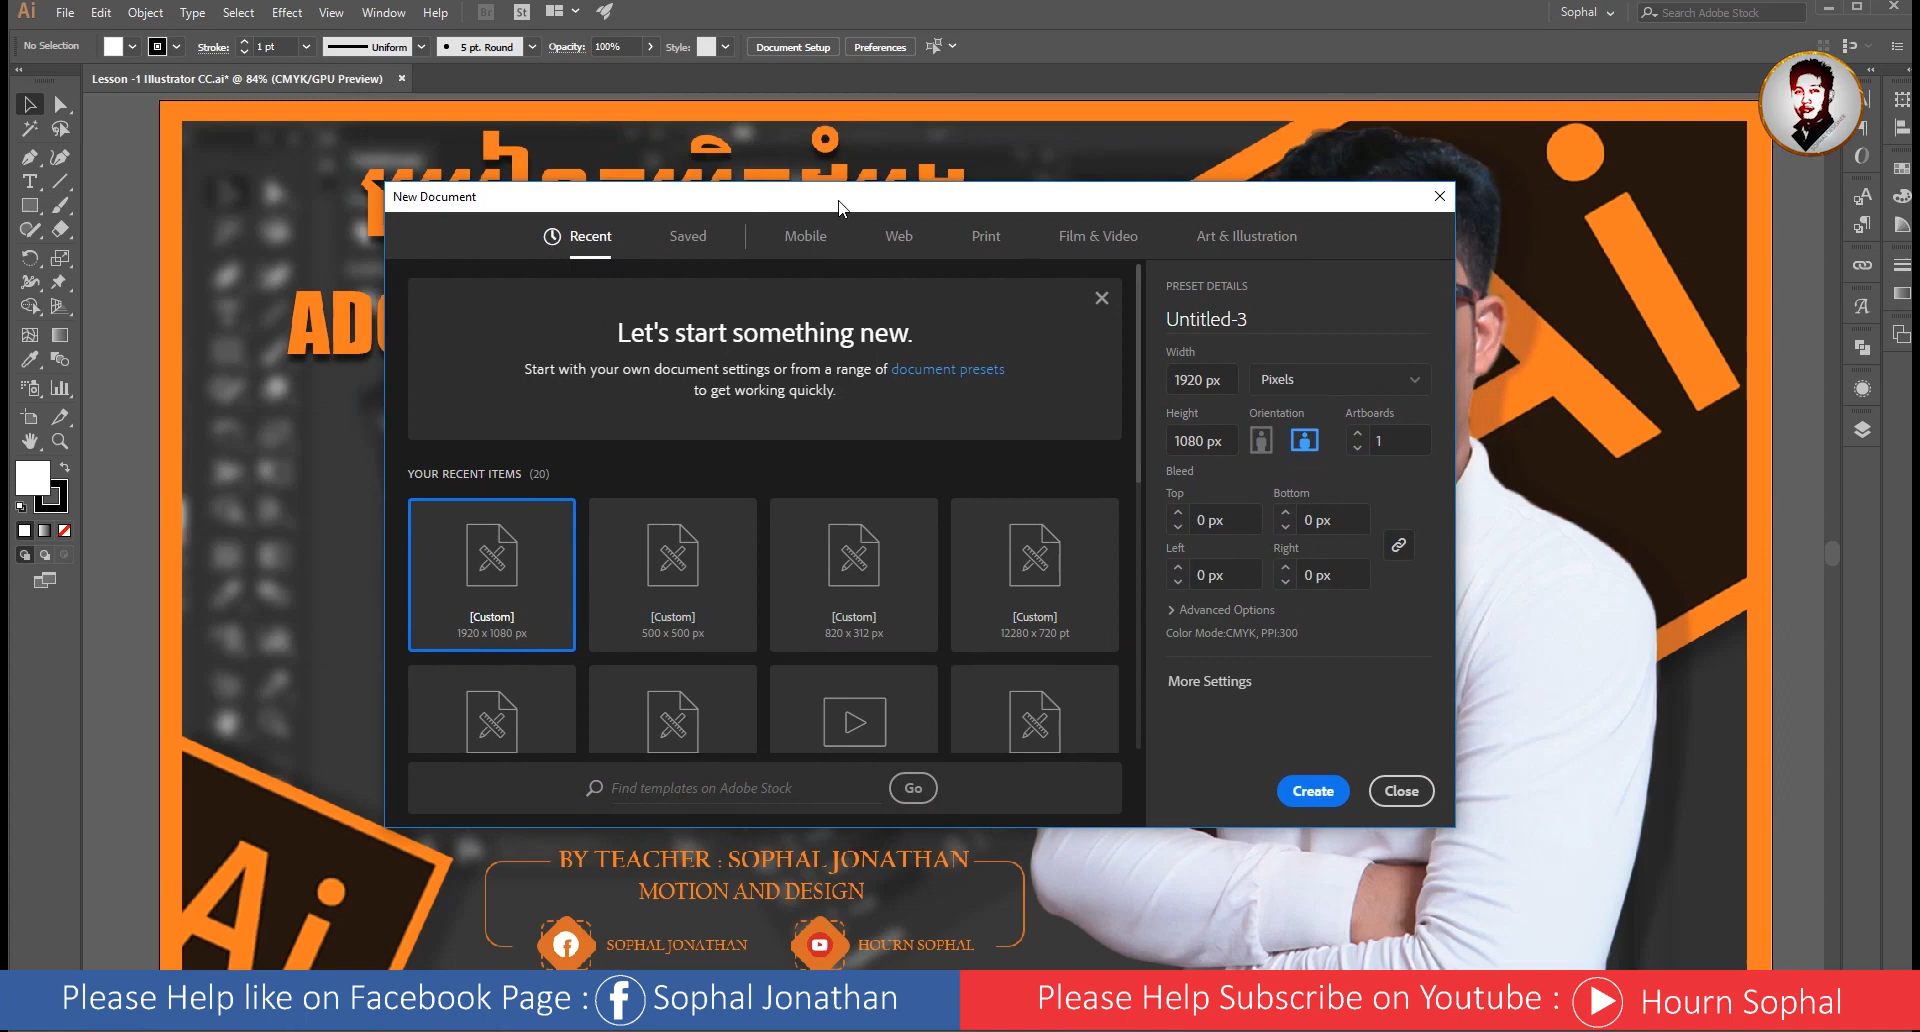 Ai File Edit Object Type Select Effect View Window Help Br St Sophal Search Adobe Stock
No Selection Stroke: 1 pt Uniform 5 pt. Round Opacity: 100% Style: Document Setup Preferences
Lesson -1 Illustrator CC.ai* @ 84% (CMYK/GPU Preview)
New Document
Recent Saved Mobile Web Print Film & Video Art & Illustration
Let's start something new.
Start with your own document settings or from a range of document presets
to get working quickly.
YOUR RECENT ITEMS (20)
[Custom]
1920 x 1080 px
[Custom]
500 x 500 px
[Custom]
820 x 312 px
[Custom]
12280 x 720 pt
Find templates on Adobe Stock Go
PRESET DETAILS
Untitled-3
Width
1920 px Pixels
Height Orientation Artboards
1080 px 1
Bleed
Top Bottom
0 px 0 px
Left Right
0 px 0 px
Advanced Options
Color Mode:CMYK, PPI:300
More Settings
Create Close
Ai
Ai
BY TEACHER : SOPHAL JONATHAN
MOTION AND DESIGN
SOPHAL JONATHAN HOURN SOPHAL
Please Help like on Facebook Page : Sophal Jonathan
Please Help Subscribe on Youtube : Hourn Sophal